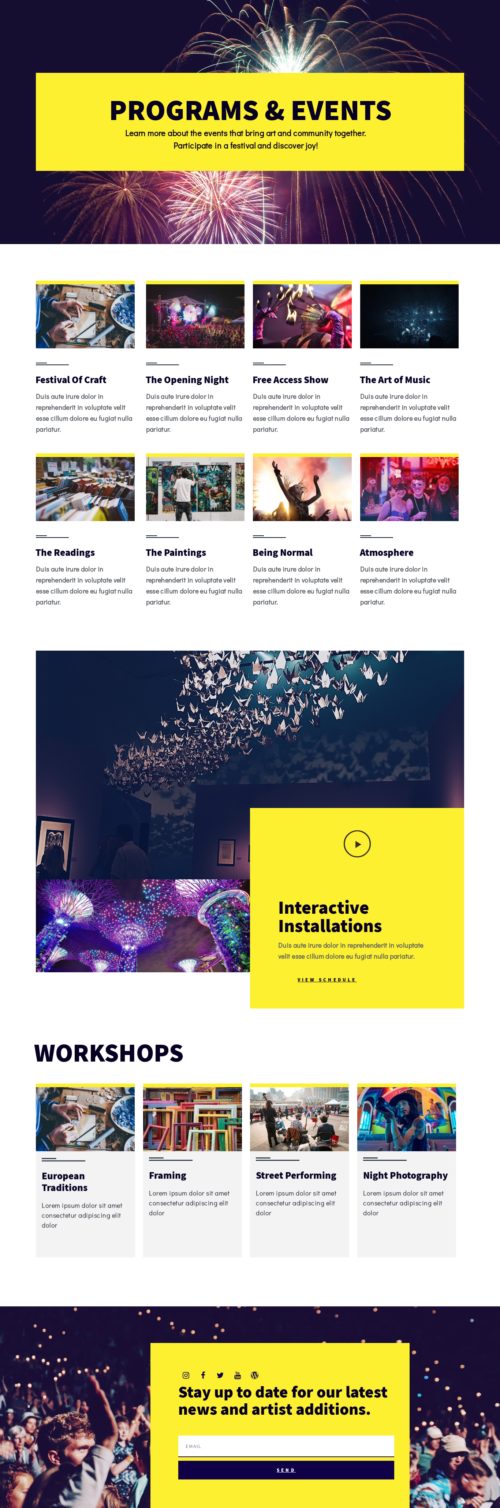 PROGRAMS & EVENTS
Learn more about the events that bring art and community together.
Participate in a festival and discover joy!
Festival Of Craft
Duis aute irure dolor in
reprehenderit in voluptate velit
esse cillum dolore eu fugiat nulla
pariatur.
The Opening Night
Duis aute irure dolor in
reprehenderit in voluptate velit
esse cillum dolore eu fugiat nulla
pariatur.
Free Access Show
Duis aute irure dolor in
reprehenderit in voluptate velit
esse cillum dolore eu fugiat nulla
pariatur.
The Art of Music
Duis aute irure dolor in
reprehenderit in voluptate velit
esse cillum dolore eu fugiat nulla
pariatur.
The Readings
Duis aute irure dolor in
reprehenderit in voluptate velit
esse cillum dolore eu fugiat nulla
pariatur.
The Paintings
Duis aute irure dolor in
reprehenderit in voluptate velit
esse cillum dolore eu fugiat nulla
pariatur.
Being Normal
Duis aute irure dolor in
reprehenderit in voluptate velit
esse cillum dolore eu fugiat nulla
pariatur.
Atmosphere
Duis aute irure dolor in
reprehenderit in voluptate velit
esse cillum dolore eu fugiat nulla
pariatur.
Interactive
Installations
Duis aute irure dolor in reprehenderit in voluptate
velit esse cillum dolore eu fugiat nulla pariatur.
VIEW SCHEDULE
WORKSHOPS
European
Traditions
Lorem ipsum dolor sit amet
consectetur adipiscing elit
dolor
Framing
Lorem ipsum dolor sit amet
consectetur adipiscing elit
dolor
Street Performing
Lorem ipsum dolor sit amet
consectetur adipiscing elit
dolor
Night Photography
Lorem ipsum dolor sit amet
consectetur adipiscing elit
dolor
Stay up to date for our latest
news and artist additions.
EMAIL
SEND